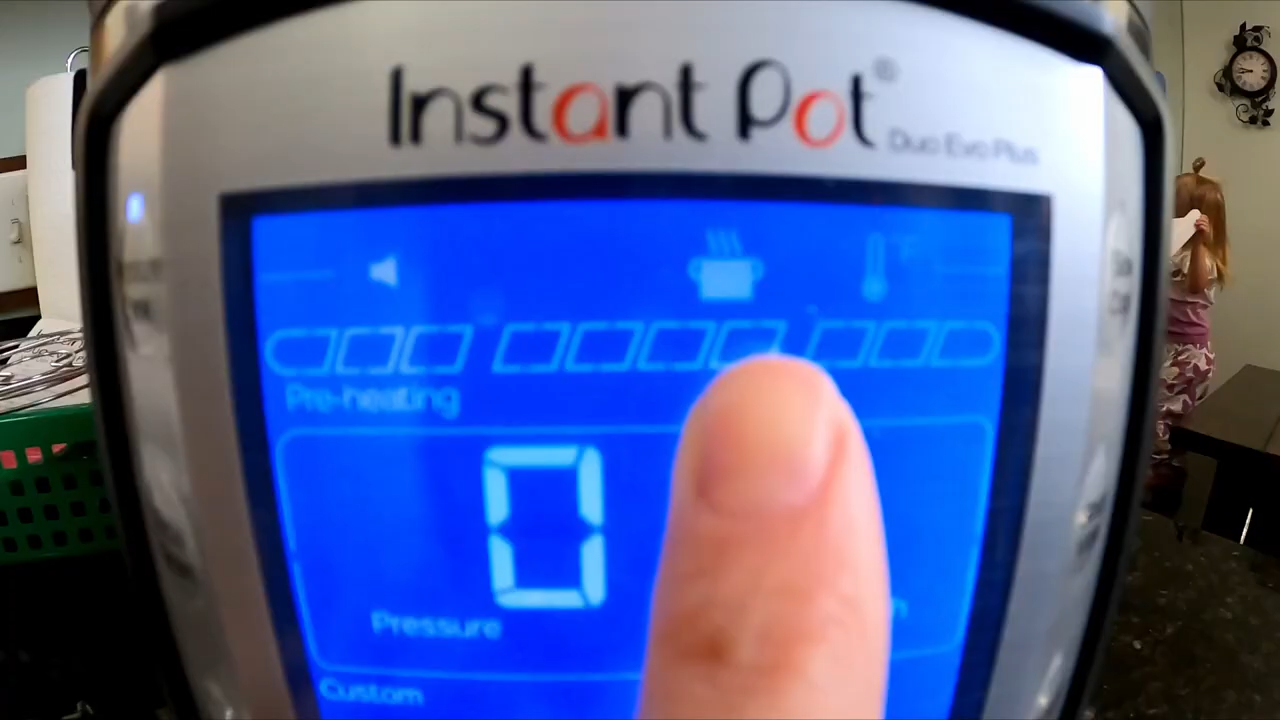 Instant Pot®
Duo Evo Plus
°F
Pre-heating
0
Pressure
Custom